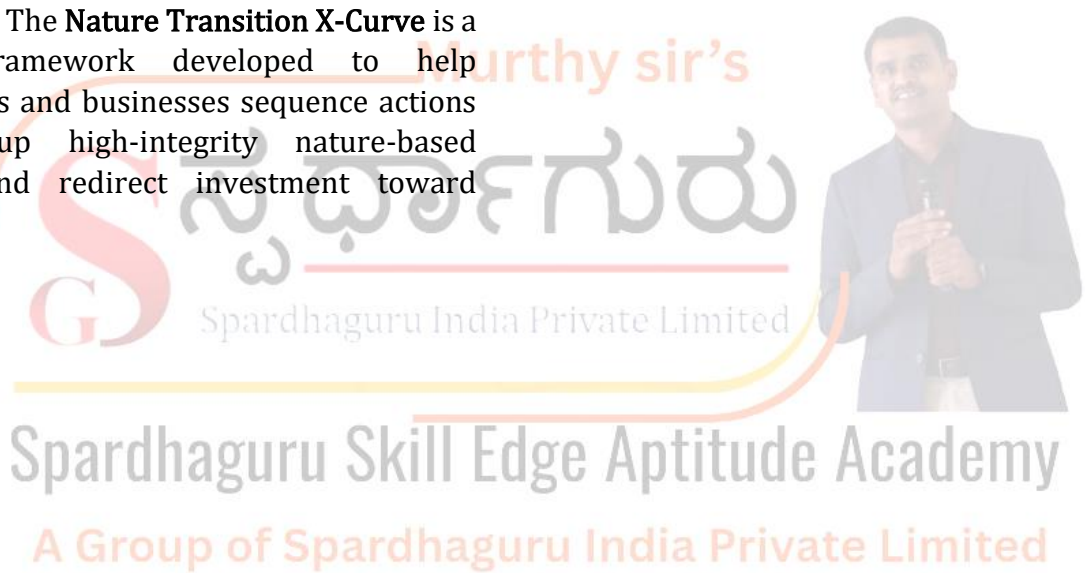 The Nature Transition X-Curve is a
ramework developed to help
s and businesses sequence actions
up high-integrity nature-based
nd redirect investment toward
Murthy sir's
ಸ್ಪರ್ಧಾಗುರು
SG
Spardhaguru India Private Limited
Spardhaguru Skill Edge Aptitude Academy
A Group of Spardhaguru India Private Limited